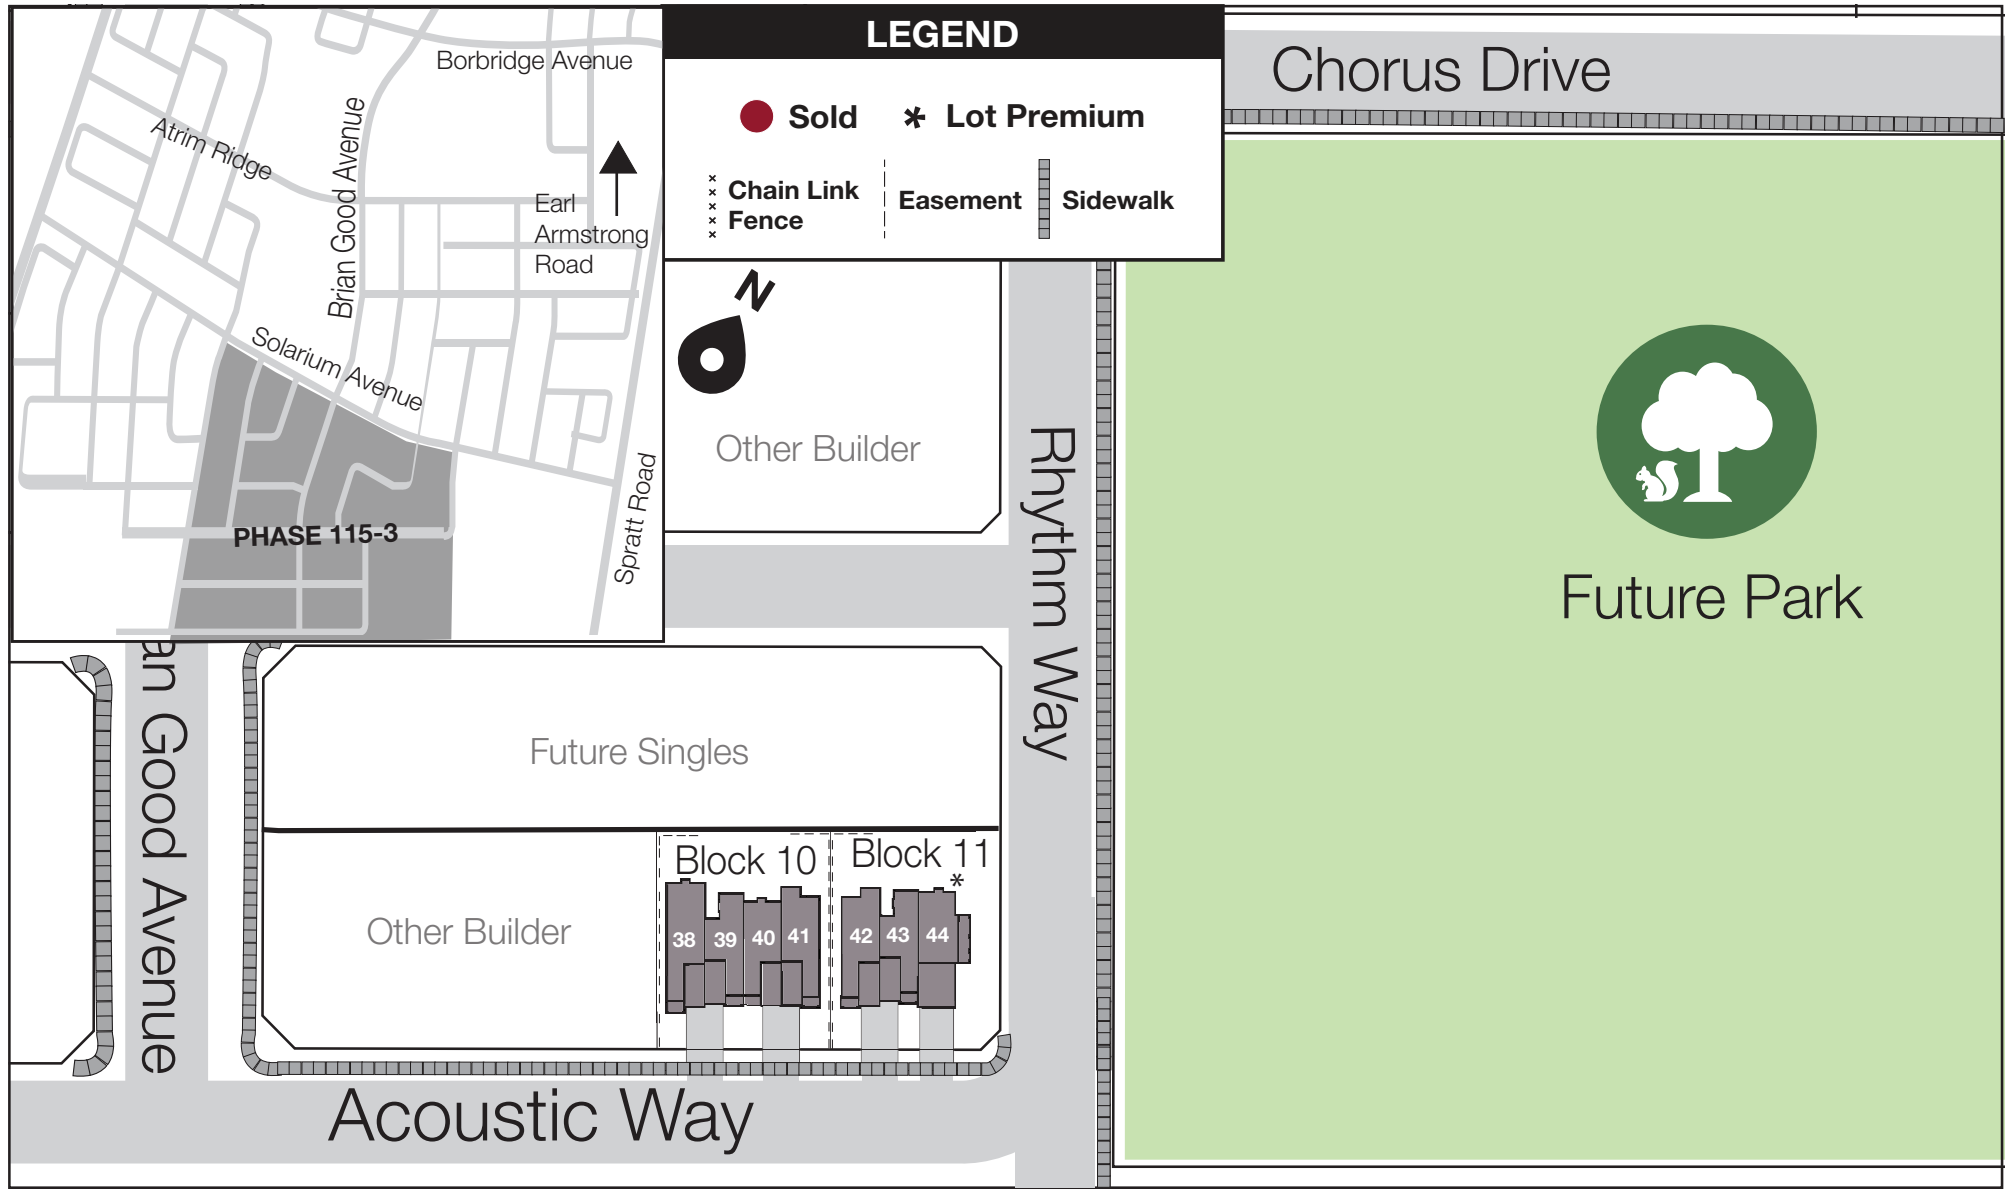 Borbridge Avenue
Atrim Ridge
Brian Good Avenue
Earl
Armstrong
Road
Solarium Avenue
Spratt Road
PHASE 115-3
LEGEND
Sold
* Lot Premium
Chain Link
Fence
Easement
Sidewalk
Chorus Drive
N
Other Builder
Rhythm Way
Future Park
an Good Avenue
Future Singles
Other Builder
Block 10
Block 11
*
38 39 40 41
42 43 44
Acoustic Way